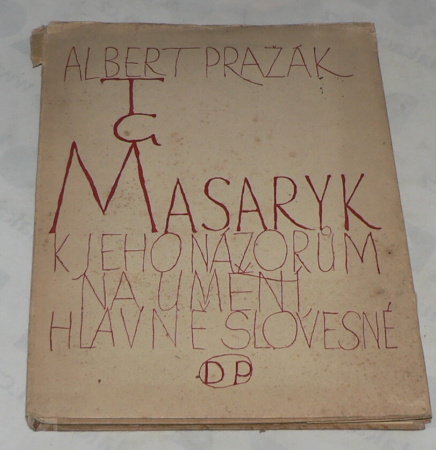 ALBERT PRAŽÁK
T
G
MASARYK
K JEHO NÁZORŮM
NA UMĚNÍ
HLAVNĚ SLOVESNÉ
DP